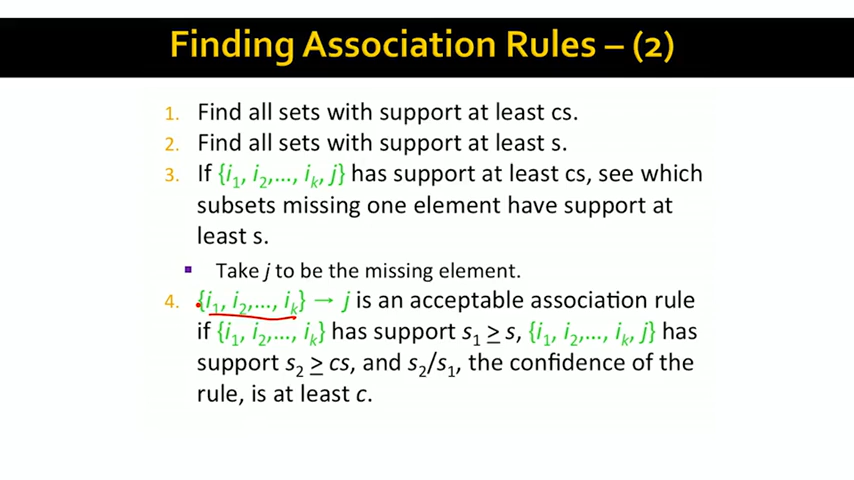 Finding Association Rules – (2)
1. Find all sets with support at least cs.
2. Find all sets with support at least s.
3. If {i₁, i₂,…, iₖ, j} has support at least cs, see which
subsets missing one element have support at
least s.
▪ Take j to be the missing element.
4. {i₁, i₂,…, iₖ} → j is an acceptable association rule
if {i₁, i₂,…, iₖ} has support s₁ ≥ s, {i₁, i₂,…, iₖ, j} has
support s₂ ≥ cs, and s₂/s₁, the confidence of the
rule, is at least c.